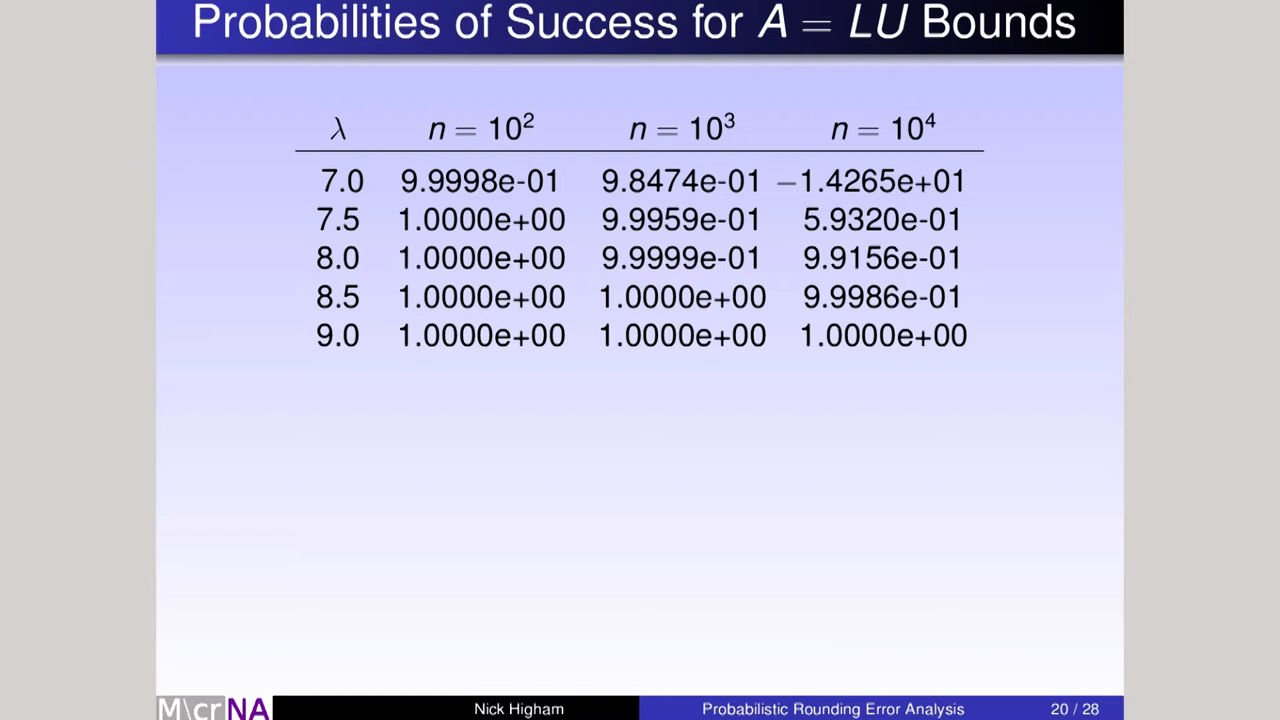 Probabilities of Success for A = LU Bounds
λ n = 10² n = 10³ n = 10⁴
7.0 9.9998e-01 9.8474e-01 −1.4265e+01
7.5 1.0000e+00 9.9959e-01 5.9320e-01
8.0 1.0000e+00 9.9999e-01 9.9156e-01
8.5 1.0000e+00 1.0000e+00 9.9986e-01
9.0 1.0000e+00 1.0000e+00 1.0000e+00
M\crNA Nick Higham Probabilistic Rounding Error Analysis 20 / 28